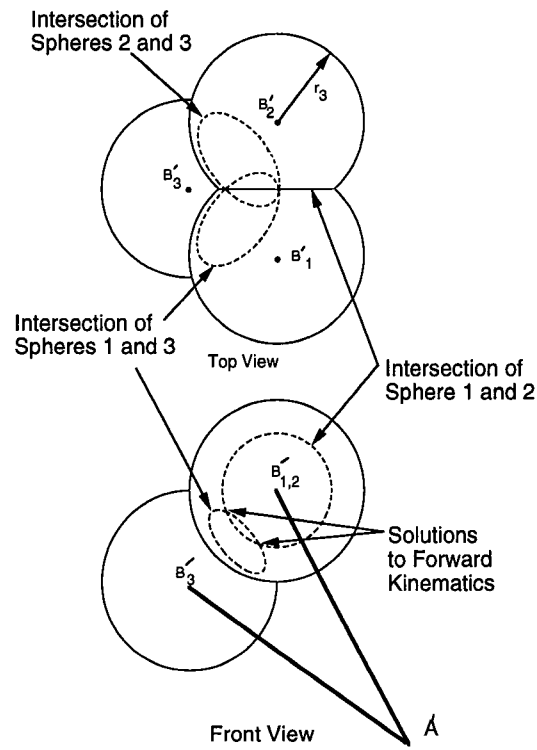 Intersection of
Spheres 2 and 3
B′2
r3
B′3
B′1
Intersection of
Spheres 1 and 3
Top View
Intersection of
Sphere 1 and 2
B′1,2
Solutions
to Forward
Kinematics
B′3
Front View
A′